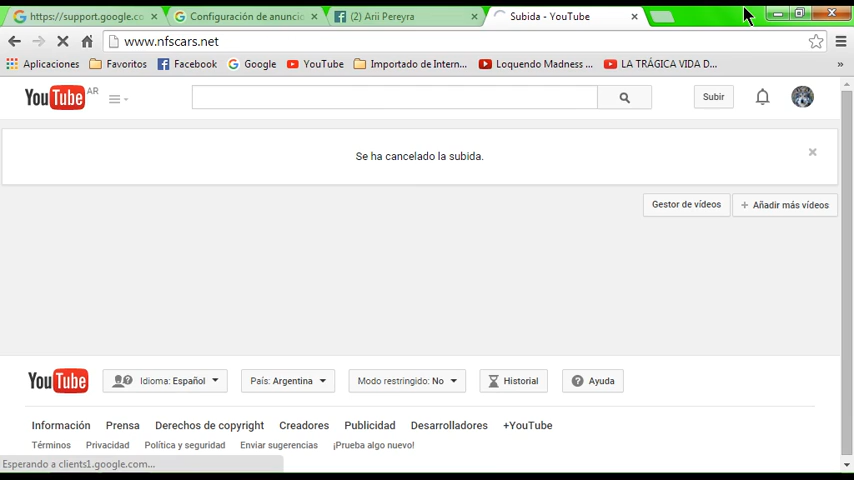 https://support.google.co
Configuración de anuncio
(2) Arii Pereyra
Subida - YouTube
www.nfscars.net
Aplicaciones
Favoritos
Facebook
Google
YouTube
Importado de Intern...
Loquendo Madness ...
LA TRÁGICA VIDA D...
»
YouTube AR
Subir
Se ha cancelado la subida.
Gestor de vídeos
+ Añadir más vídeos
YouTube
Idioma: Español
País: Argentina
Modo restringido: No
Historial
Ayuda
Información
Prensa
Derechos de copyright
Creadores
Publicidad
Desarrolladores
+YouTube
Términos
Privacidad
Política y seguridad
Enviar sugerencias
¡Prueba algo nuevo!
Esperando a clients1.google.com...